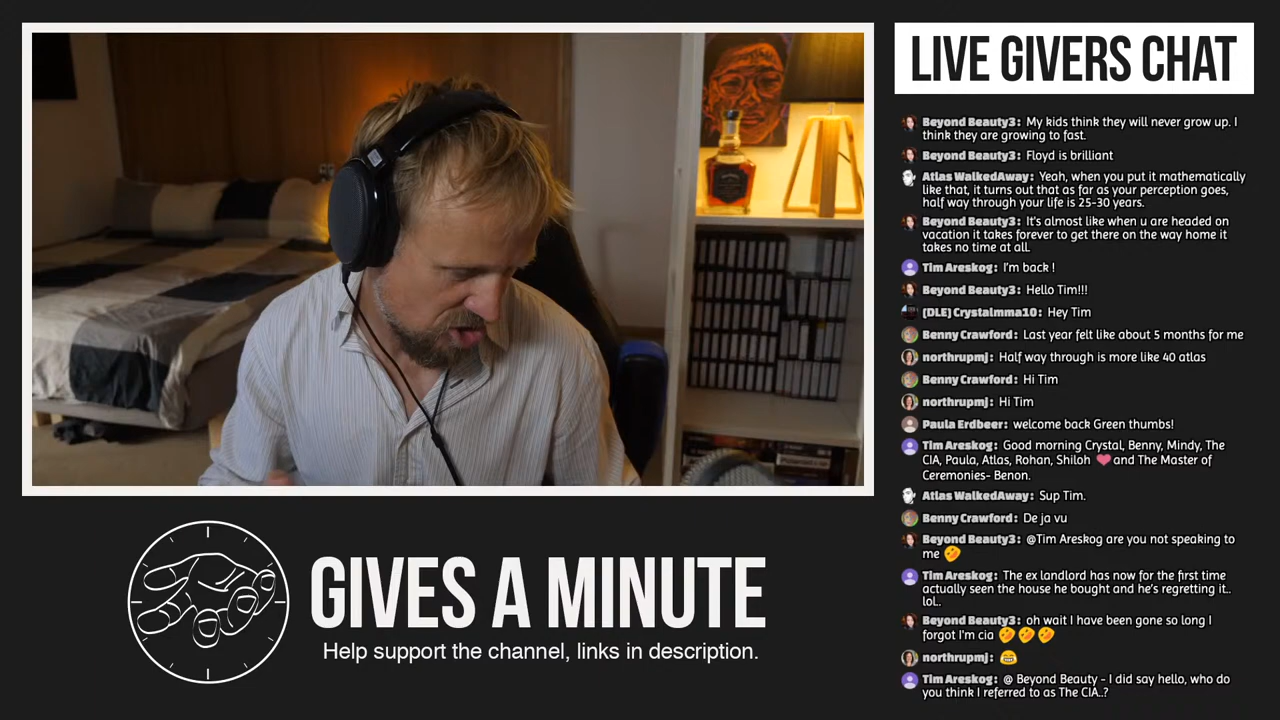 LIVE GIVERS CHAT
Beyond Beauty3: My kids think they will never grow up. I
think they are growing to fast.
Beyond Beauty3: Floyd is brilliant
Atlas WalkedAway: Yeah, when you put it mathematically
like that, it turns out that as far as your perception goes,
half way through your life is 25-30 years.
Beyond Beauty3: It's almost like when u are headed on
vacation it takes forever to get there on the way home it
takes no time at all.
Tim Areskog: I'm back !
Beyond Beauty3: Hello Tim!!!
[DLE] Crystalmma10: Hey Tim
Benny Crawford: Last year felt like about 5 months for me
northrupmj: Half way through is more like 40 atlas
Benny Crawford: Hi Tim
northrupmj: Hi Tim
Paula Erdbeer: welcome back Green thumbs!
Tim Areskog: Good morning Crystal, Benny, Mindy, The
CIA, Paula, Atlas, Rohan, Shiloh ❤️and The Master of
Ceremonies- Benon.
Atlas WalkedAway: Sup Tim.
Benny Crawford: De ja vu
Beyond Beauty3: @Tim Areskog are you not speaking to
me
Tim Areskog: The ex landlord has now for the first time
actually seen the house he bought and he's regretting it..
lol..
Beyond Beauty3: oh wait I have been gone so long I
forgot I'm cia
northrupmj: 😂
Tim Areskog: @ Beyond Beauty - I did say hello, who do
you think I referred to as The CIA..?
GIVES A MINUTE
Help support the channel, links in description.